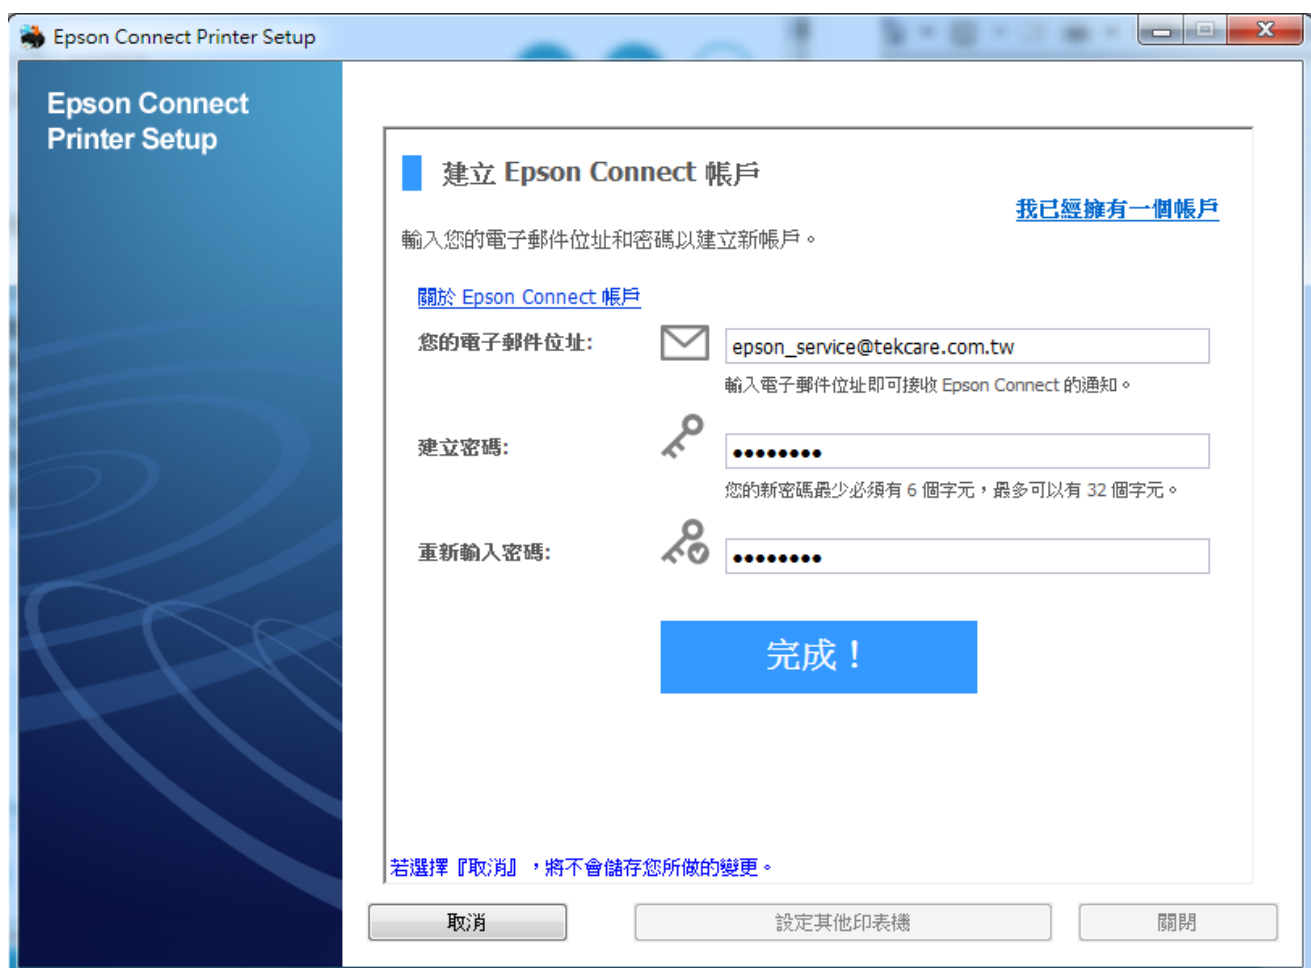 Epson Connect Printer Setup
Epson Connect
Printer Setup
建立 Epson Connect 帳戶
我已經擁有一個帳戶
輸入您的電子郵件位址和密碼以建立新帳戶。
關於 Epson Connect 帳戶
您的電子郵件位址:
epson_service@tekcare.com.tw
輸入電子郵件位址即可接收 Epson Connect 的通知。
建立密碼:
••••••••
您的新密碼最少必須有 6 個字元，最多可以有 32 個字元。
重新輸入密碼:
••••••••
完成！
若選擇『取消』，將不會儲存您所做的變更。
取消
設定其他印表機
關閉